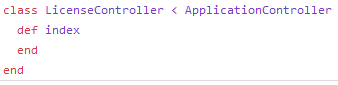 class LicenseController < ApplicationController
  def index
  end
end